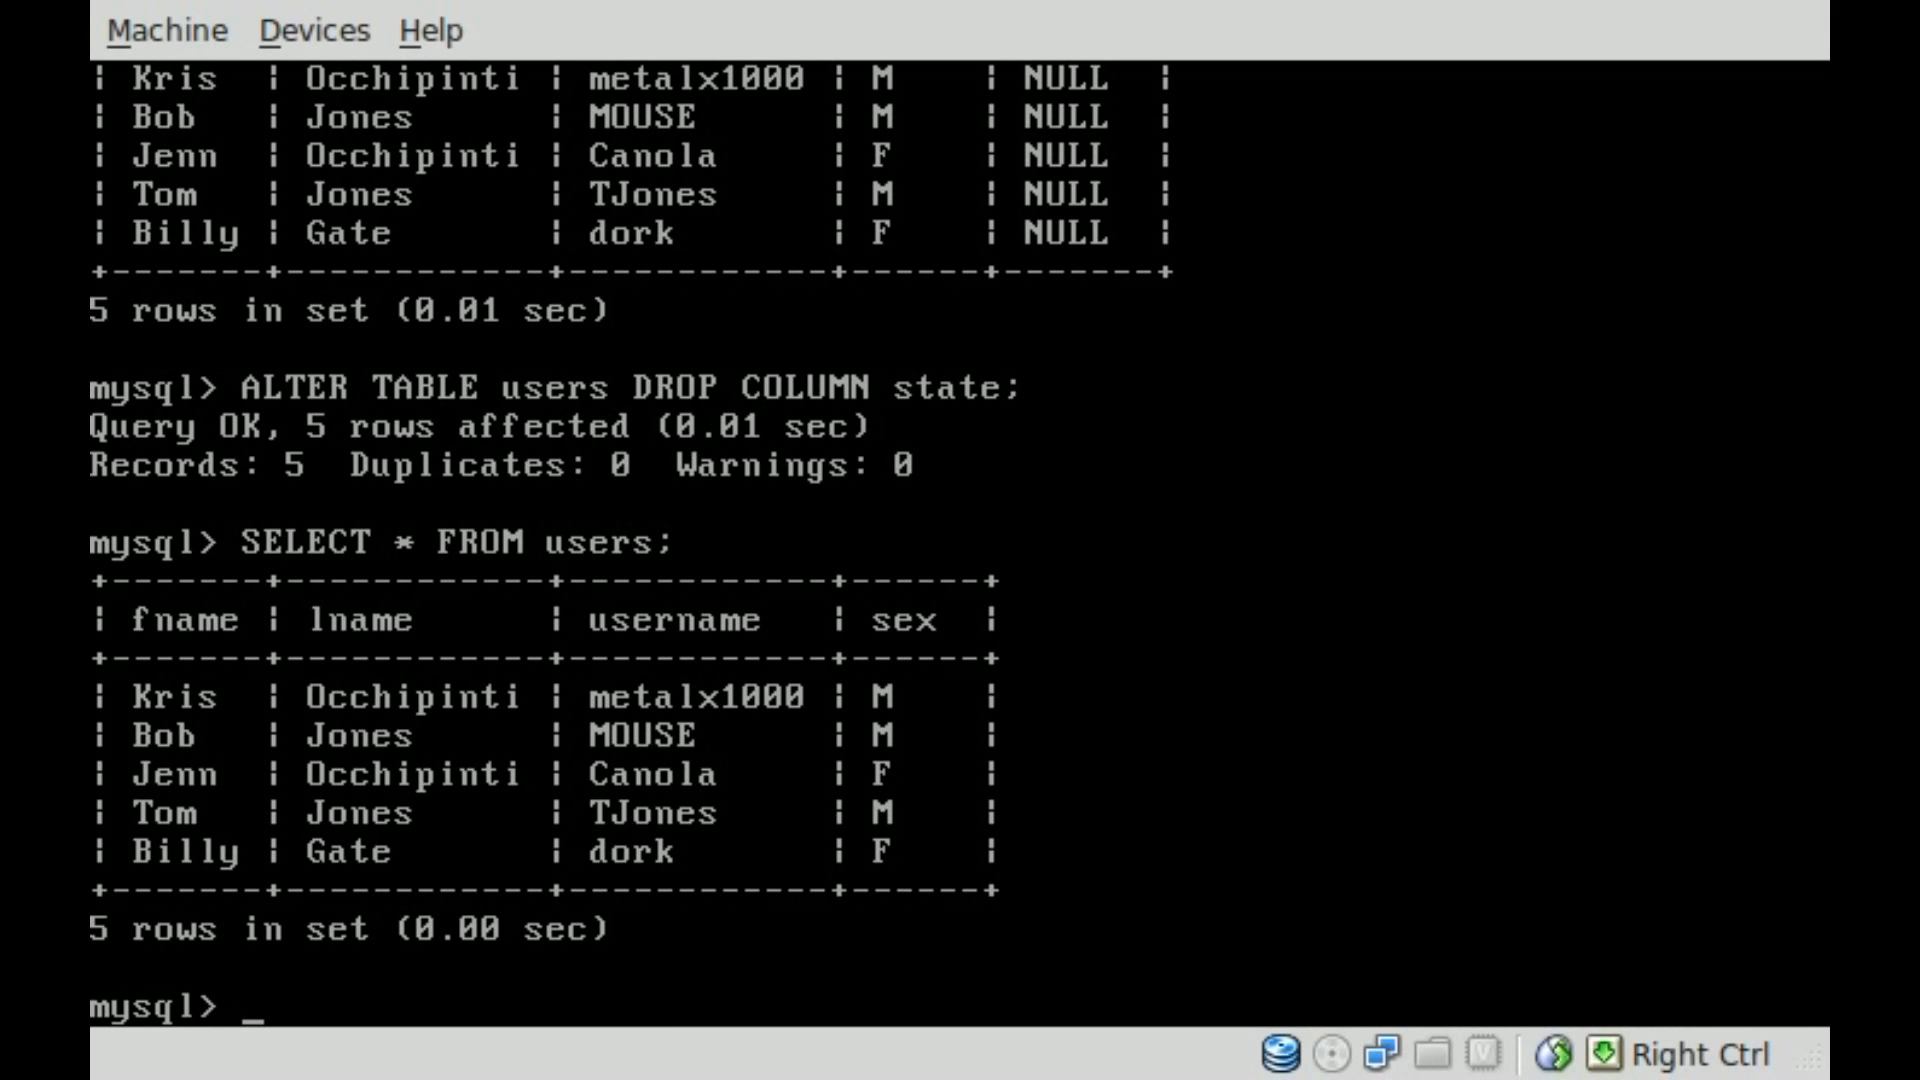 Machine Devices Help
| Kris  | Occhipinti | metalx1000 | M    | NULL  |
| Bob   | Jones      | MOUSE      | M    | NULL  |
| Jenn  | Occhipinti | Canola     | F    | NULL  |
| Tom   | Jones      | TJones     | M    | NULL  |
| Billy | Gate       | dork       | F    | NULL  |
+-------+------------+------------+------+-------+
5 rows in set (0.01 sec)
mysql> ALTER TABLE users DROP COLUMN state;
Query OK, 5 rows affected (0.01 sec)
Records: 5  Duplicates: 0  Warnings: 0
mysql> SELECT * FROM users;
+-------+------------+------------+------+
| fname | lname      | username   | sex  |
+-------+------------+------------+------+
| Kris  | Occhipinti | metalx1000 | M    |
| Bob   | Jones      | MOUSE      | M    |
| Jenn  | Occhipinti | Canola     | F    |
| Tom   | Jones      | TJones     | M    |
| Billy | Gate       | dork       | F    |
+-------+------------+------------+------+
5 rows in set (0.00 sec)
mysql> _
Right Ctrl